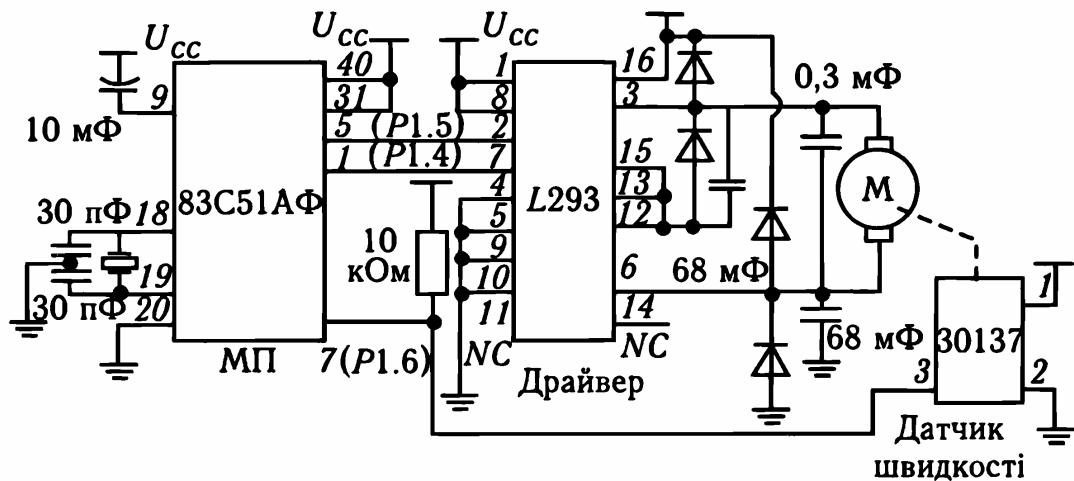 U_CC
9
10 мФ
30 пФ
18
19
30 пФ
20
83С51АФ
МП
U_CC
40
31
5 (P1.5)
1 (P1.4)
10
кОм
7(P1.6)
U_CC
1
8
2
7
4
5
9
10
11
NC
L293
Драйвер
16
3
15
13
12
6
14
NC
68 мФ
0,3 мФ
М
68 мФ
30137
1
2
3
Датчик
швидкості